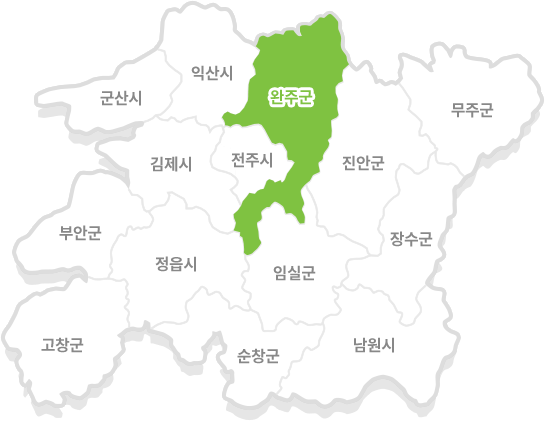 익산시
완주군
군산시
무주군
김제시
전주시
진안군
부안군
장수군
정읍시
임실군
고창군
순창군
남원시